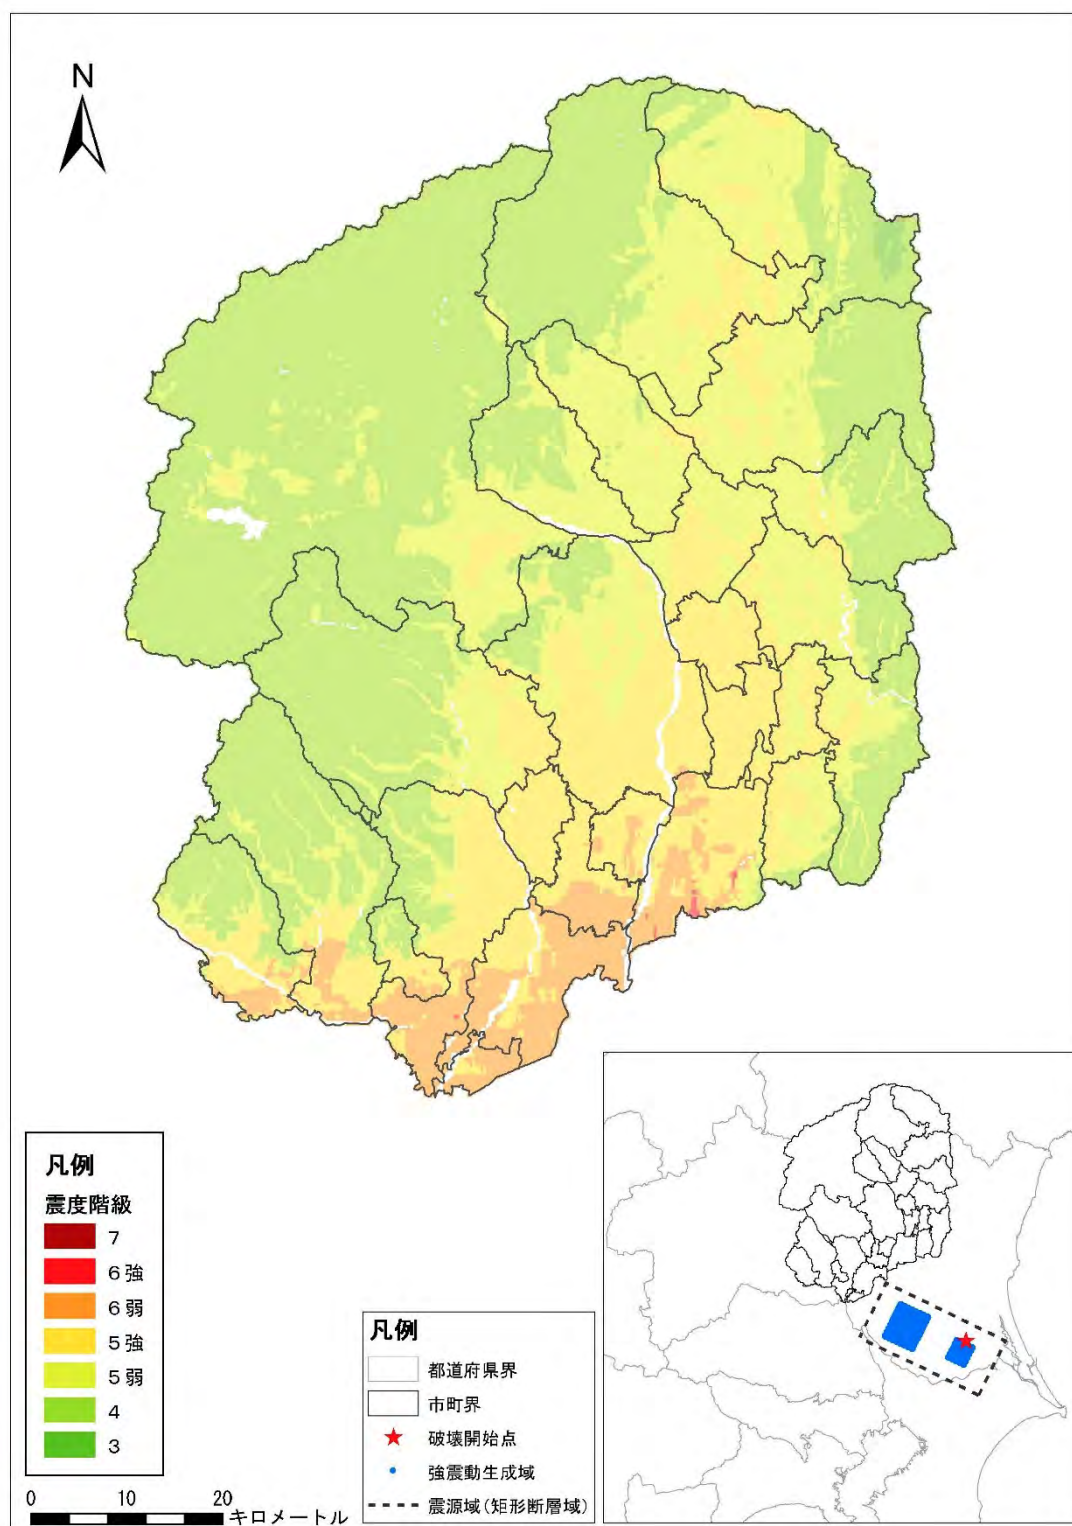 N
凡例
震度階級
7
6強
6弱
5強
5弱
4
3
0 10 20
キロメートル
凡例
都道府県界
市町界
破壊開始点
強震動生成域
震源域(矩形断層域)